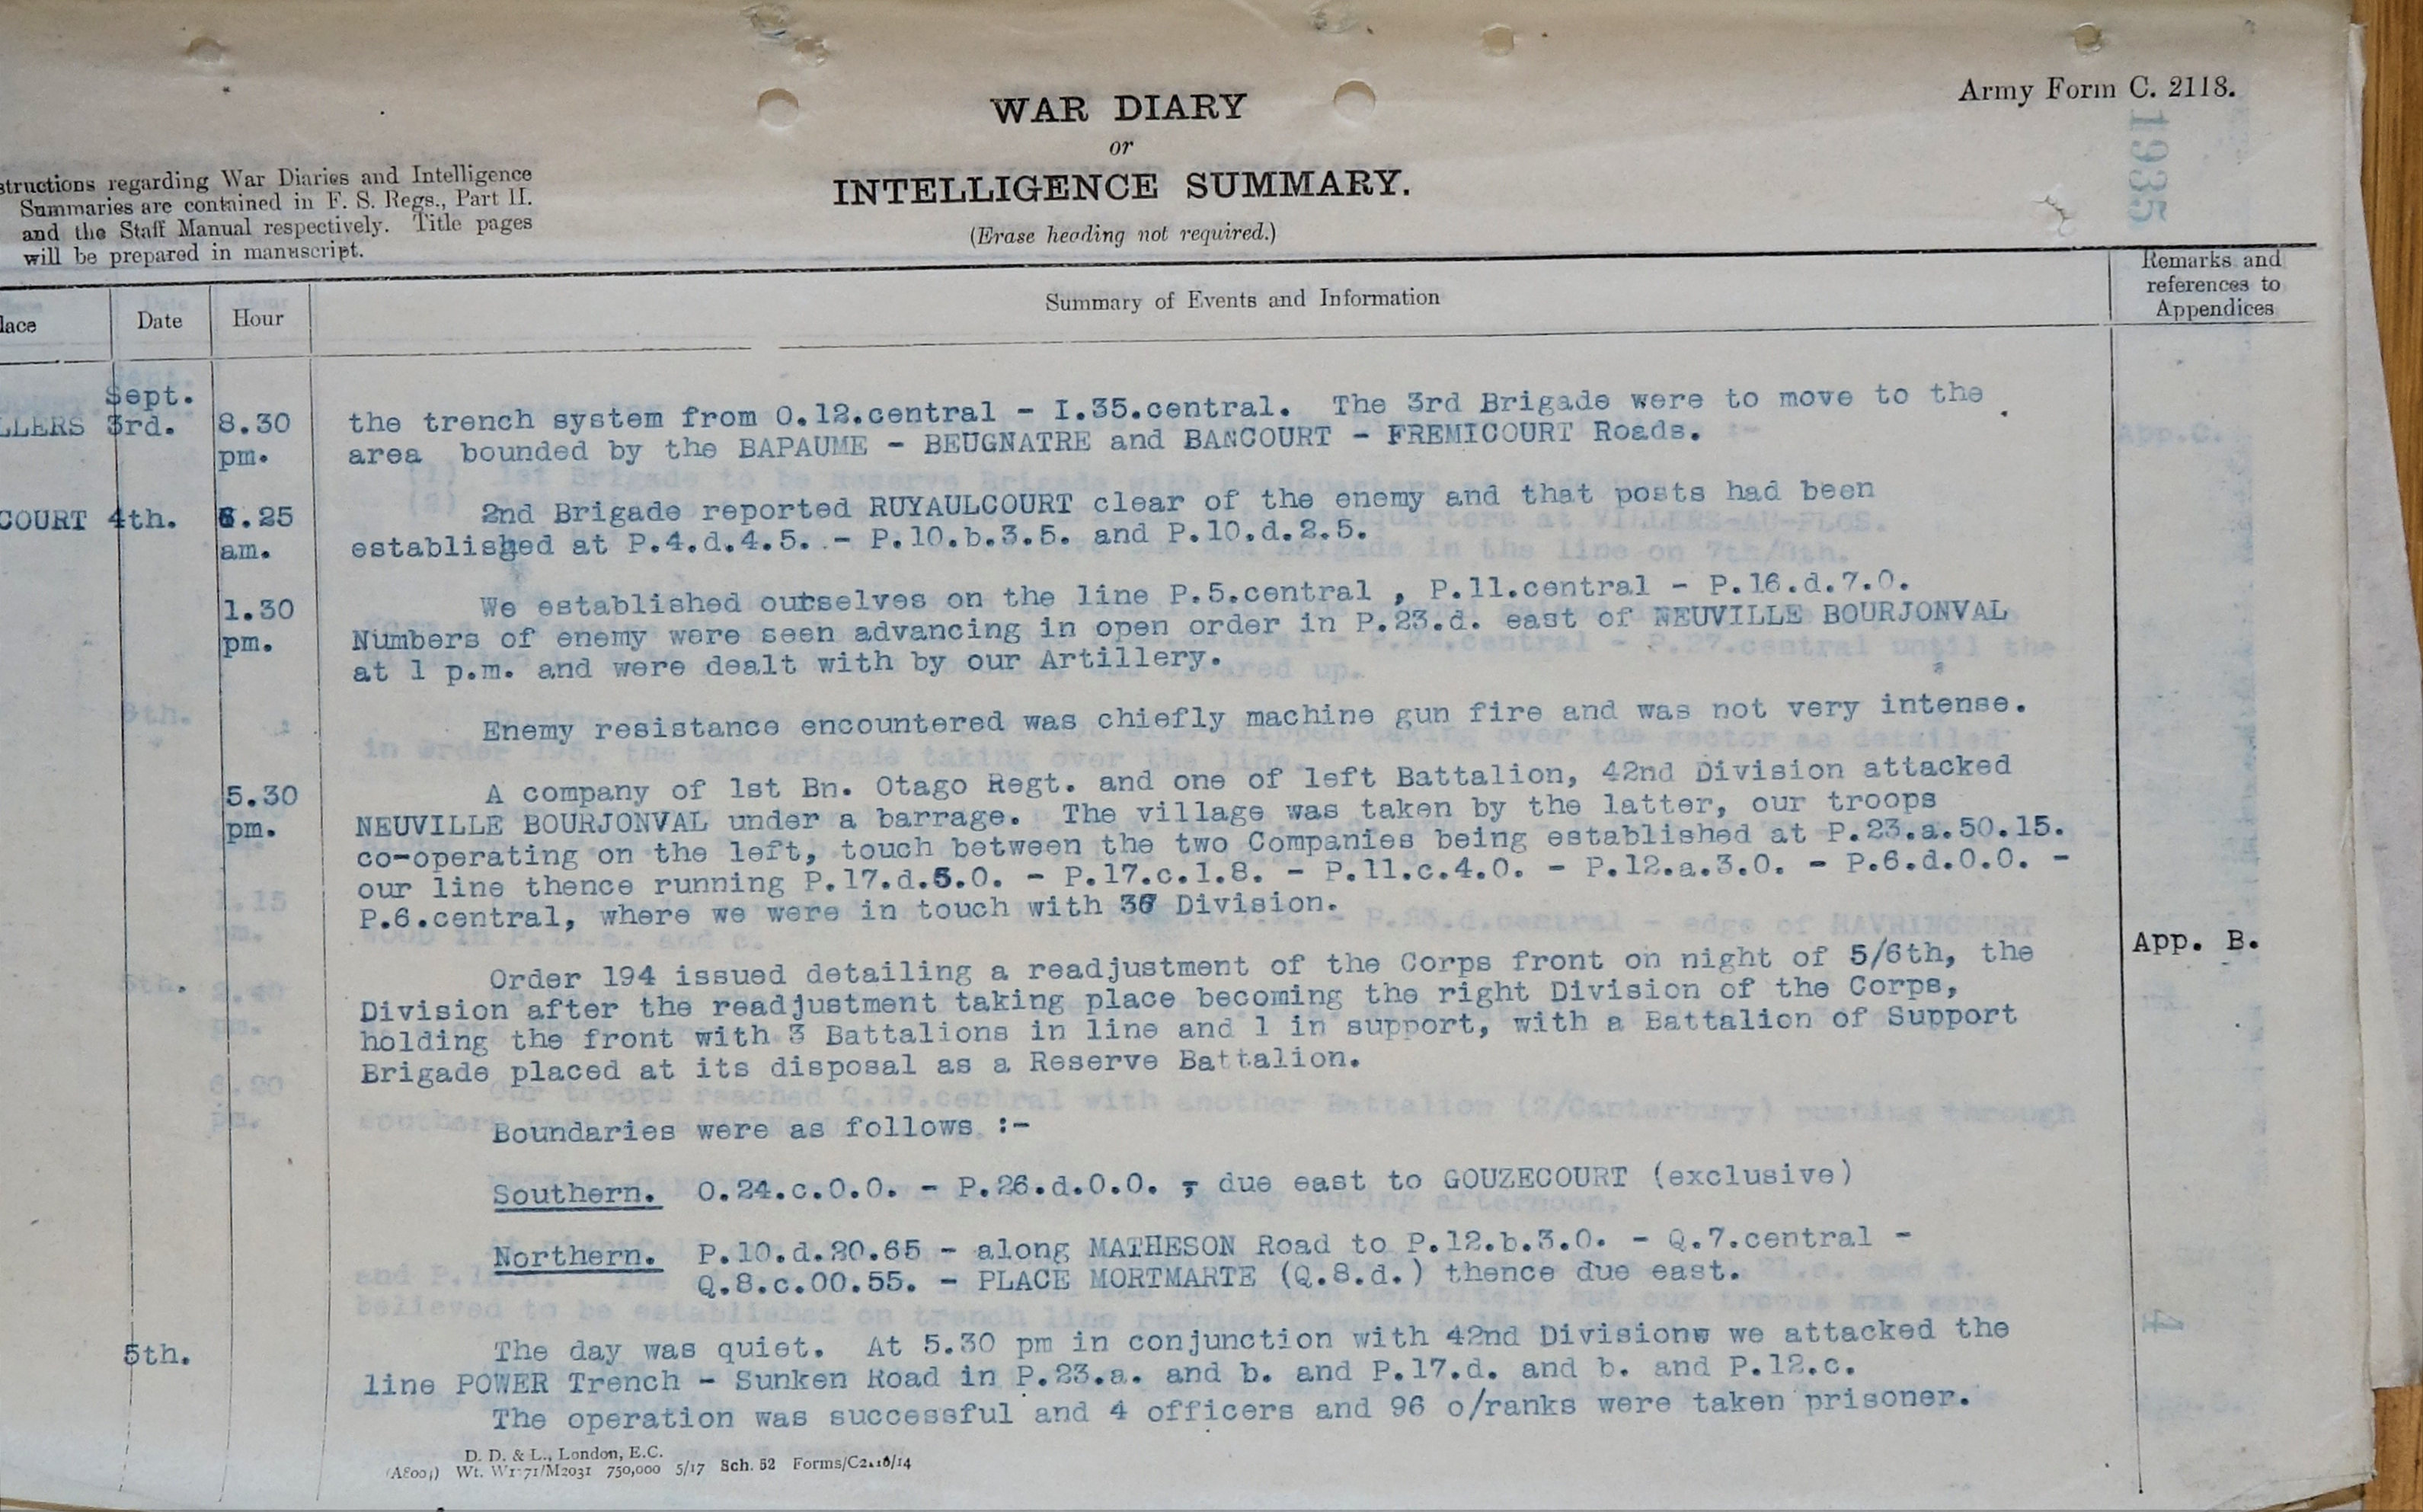 Army Form C. 2118.
WAR DIARY
or
INTELLIGENCE SUMMARY.
(Erase heading not required.)
1935
structions regarding War Diaries and Intelligence
Summaries are contained in F. S. Regs., Part II.
and the Staff Manual respectively. Title pages
will be prepared in manuscript.
lace Date Hour Summary of Events and Information Remarks and
references to
Appendices
Sept.
LLERS 3rd. 8.30 the trench system from O.12.central - I.35.central. The 3rd Brigade were to move to the
pm. area bounded by the BAPAUME - BEUGNATRE and BANCOURT - FREMICOURT Roads.
COURT 4th. 6.25 2nd Brigade reported RUYAULCOURT clear of the enemy and that posts had been
am. established at P.4.d.4.5. - P.10.b.3.5. and P.10.d.2.5.
1.30 We established ourselves on the line P.5.central , P.11.central - P.16.d.7.0.
pm. Numbers of enemy were seen advancing in open order in P.23.d. east of NEUVILLE BOURJONVAL
at 1 p.m. and were dealt with by our Artillery.
Enemy resistance encountered was chiefly machine gun fire and was not very intense.
5.30 A company of 1st Bn. Otago Regt. and one of left Battalion, 42nd Division attacked
pm. NEUVILLE BOURJONVAL under a barrage. The village was taken by the latter, our troops
co-operating on the left, touch between the two Companies being established at P.23.a.50.15.
our line thence running P.17.d.5.0. - P.17.c.1.8. - P.11.c.4.0. - P.12.a.3.0. - P.6.d.0.0. -
P.6.central, where we were in touch with Division.
Order 194 issued detailing a readjustment of the Corps front on night of 5/6th, the App. B.
Division after the readjustment taking place becoming the right Division of the Corps,
holding the front with 3 Battalions in line and 1 in support, with a Battalion of Support
Brigade placed at its disposal as a Reserve Battalion.
Boundaries were as follows :-
Southern. O.24.c.0.0. - P.26.d.0.0. - due east to GOUZECOURT (exclusive)
Northern. P.10.d.20.65 - along MATHESON Road to P.12.b.3.0. - Q.7.central -
Q.8.c.00.55. - PLACE MORTMARTE (Q.8.d.) thence due east.
5th. The day was quiet. At 5.30 pm in conjunction with 42nd Division we attacked the
line POWER Trench - Sunken Road in P.23.a. and b. and P.17.d. and b. and P.12.c.
The operation was successful and 4 officers and 96 o/ranks were taken prisoner.
D. D. & L., London, E.C.
Wt. 750,000 5/17 Sch. 52